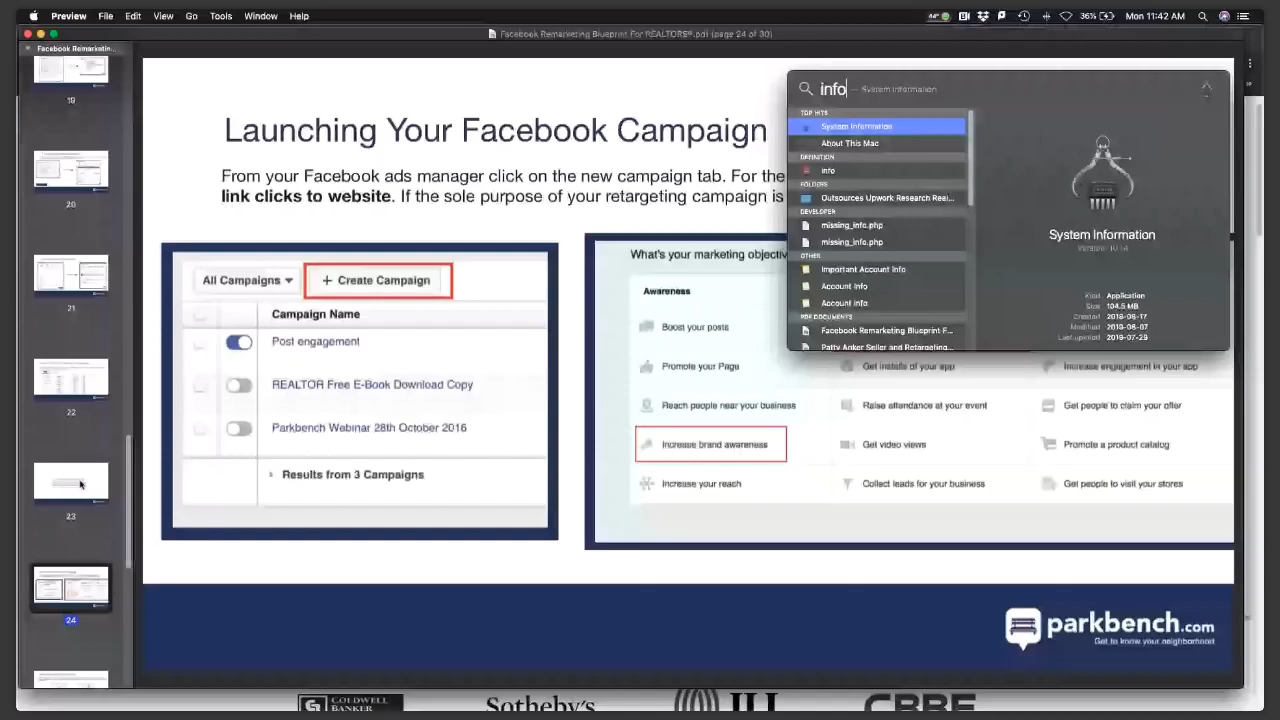 Preview File Edit View Go Tools Window Help
36% Mon 11:42 AM
Facebook Remarketing Blueprint For REALTORS®.pdf (page 24 of 30)
Facebook Remarketin...
19
20
21
22
23
24
Launching Your Facebook Campaign
From your Facebook ads manager click on the new campaign tab. For the
link clicks to website. If the sole purpose of your retargeting campaign is
All Campaigns
+ Create Campaign
Campaign Name
Post engagement
REALTOR Free E-Book Download Copy
Parkbench Webinar 28th October 2016
Results from 3 Campaigns
What's your marketing objectiv
Awareness
Boost your posts
Promote your Page
Get installs of your app
Increase engagement in your app
Reach people near your business
Raise attendance at your event
Get people to claim your offer
Increase brand awareness
Get video views
Promote a product catalog
Increase your reach
Collect leads for your business
Get people to visit your stores
info — System Information
TOP HITS
System Information
About This Mac
DEFINITION
info
FOLDERS
Outsources Upwork Research Real...
DEVELOPER
missing_info.php
missing_info.php
OTHER
Important Account Info
Account Info
Account Info
PDF DOCUMENTS
Facebook Remarketing Blueprint F...
Patty Anker Seller and Retargeting...
System Information
Kind Application
Size 104.5 MB
Created
Modified
Last opened
parkbench.com
Get to know your neighborhood
COLDWELL
BANKER
Sotheby's
JLL
CBRE